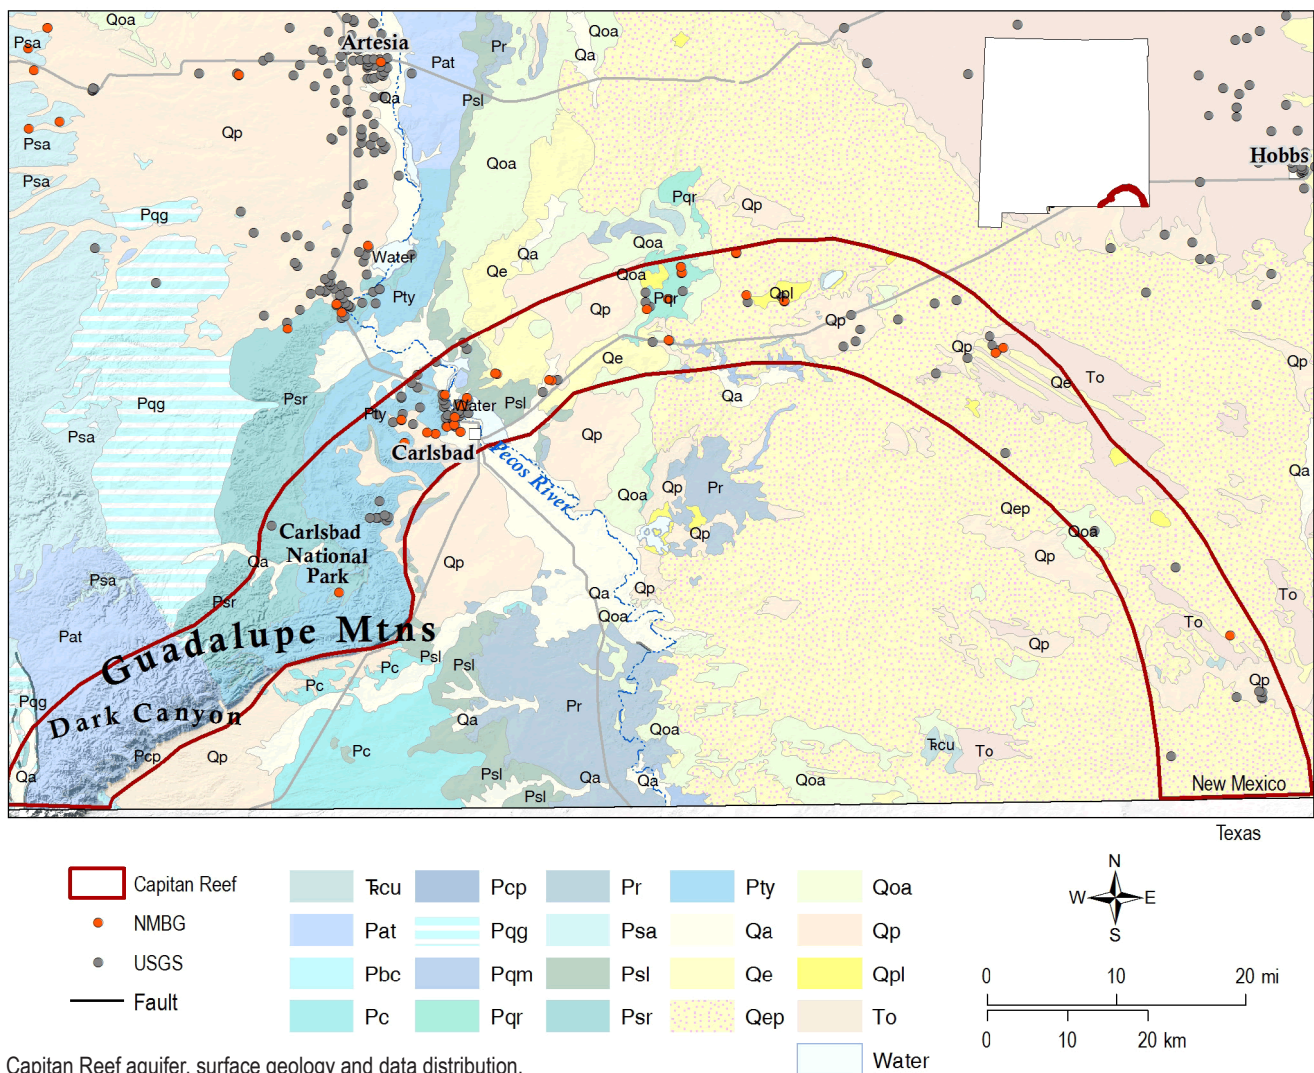 Qoa
Psa
Artesia
Pr
Qoa
Qa
Pat
Qa
Psl
Qp
Psa
Psa
Qoa
Hobbs
Pqg
Pqr
Qp
Qoa
Qa
Water
Qe
Qoa
Pty
Pqr
Qpl
Qp
Qp
Qp
Qp
Qe
Qe
To
Psr
Qa
Pqg
Pty
Water
Psl
Psa
Qp
Carlsbad
Pecos River
Qa
Qoa
Qp
Pr
Qep
Qp
Qoa
Carlsbad
National
Park
Qa
Qp
Qp
Psa
Qa
Qp
To
Psr
Qoa
To
Pat
Guadalupe Mtns
Qp
Psl
Psl
Pc
Pc
Qp
Pqg
Dark Canyon
Pr
Qa
Qoa
Pcp
Qp
Pc
Ꞧcu
To
Qa
Psl
Qa
Qa
Qoa
New Mexico
Psl
Texas
Capitan Reef
NMBG
USGS
Fault
Ꞧcu
Pcp
Pr
Pty
Qoa
Pat
Pqg
Psa
Qa
Qp
Pbc
Pqm
Psl
Qe
Qpl
Pc
Pqr
Psr
Qep
To
Water
N
W E
S
0 10 20 mi
0 10 20 km
Capitan Reef aquifer, surface geology and data distribution.